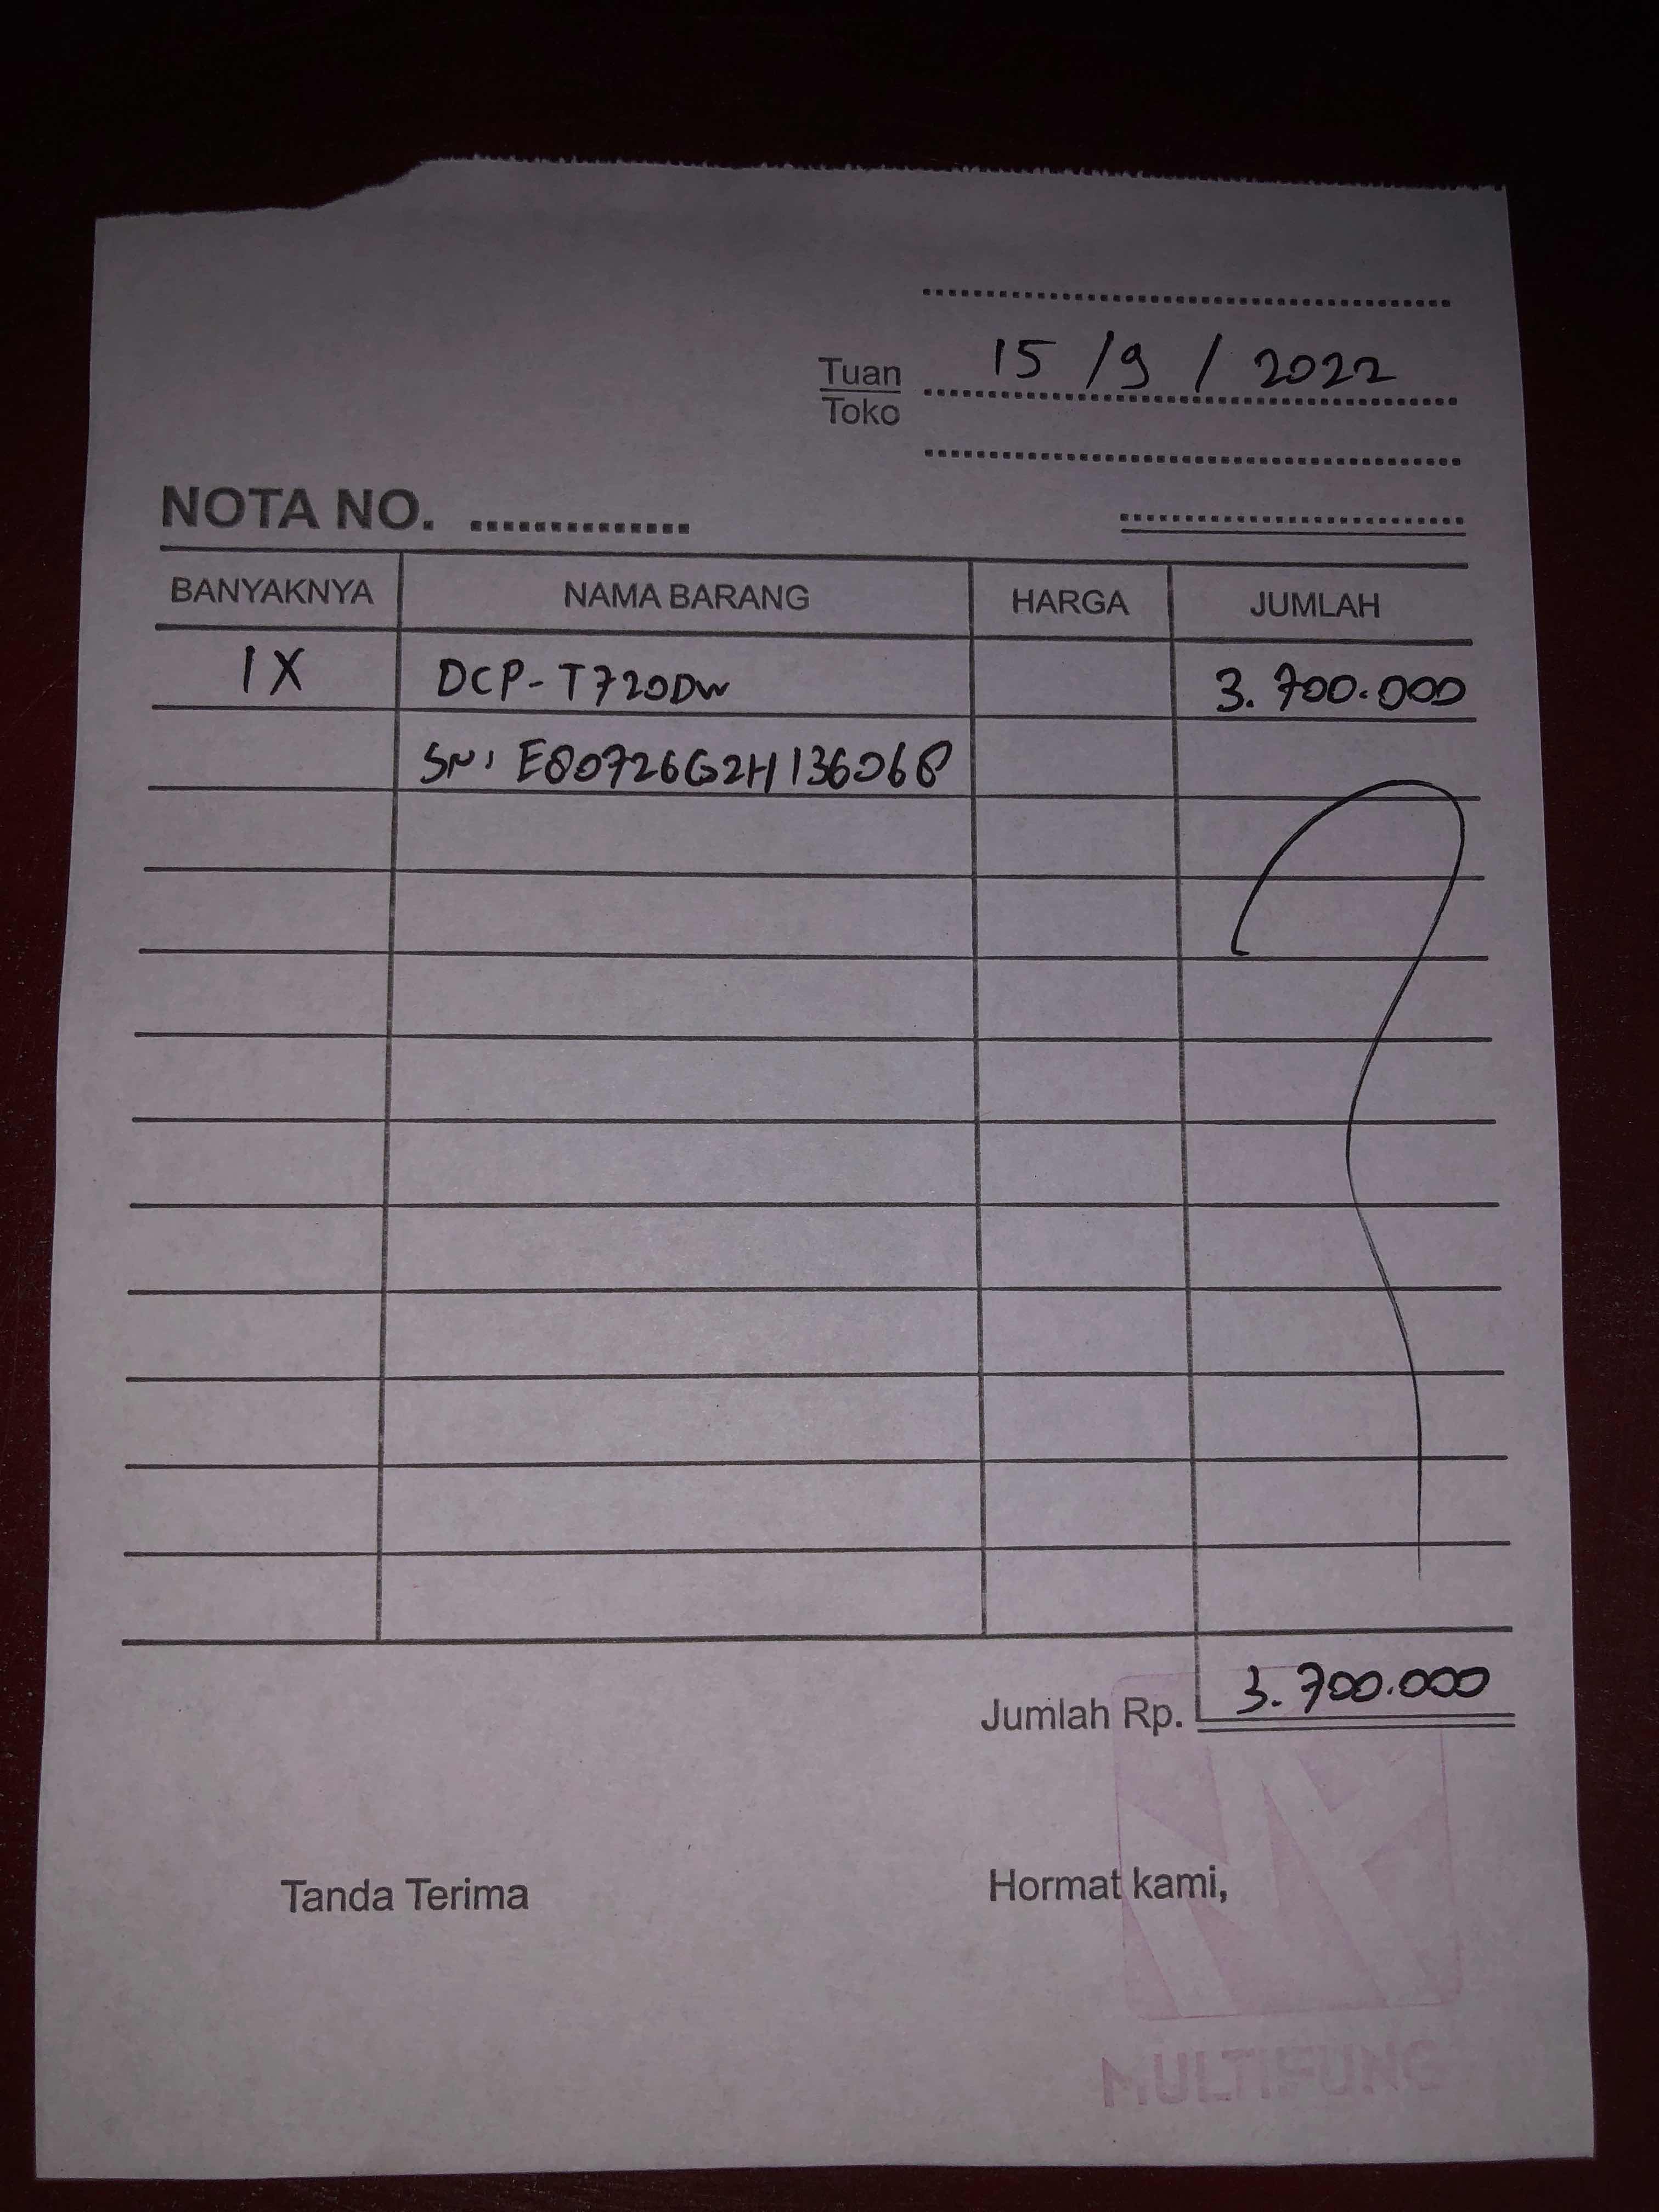 15/9/2022
Tuan
Toko
NOTA NO.
BANYAKNYA NAMA BARANG HARGA JUMLAH
1X DCP-T720DW 3.700.000
SN: E80726G2H136068
Jumlah Rp. 3.700.000
Tanda Terima Hormat kami,
MULTIFUNG